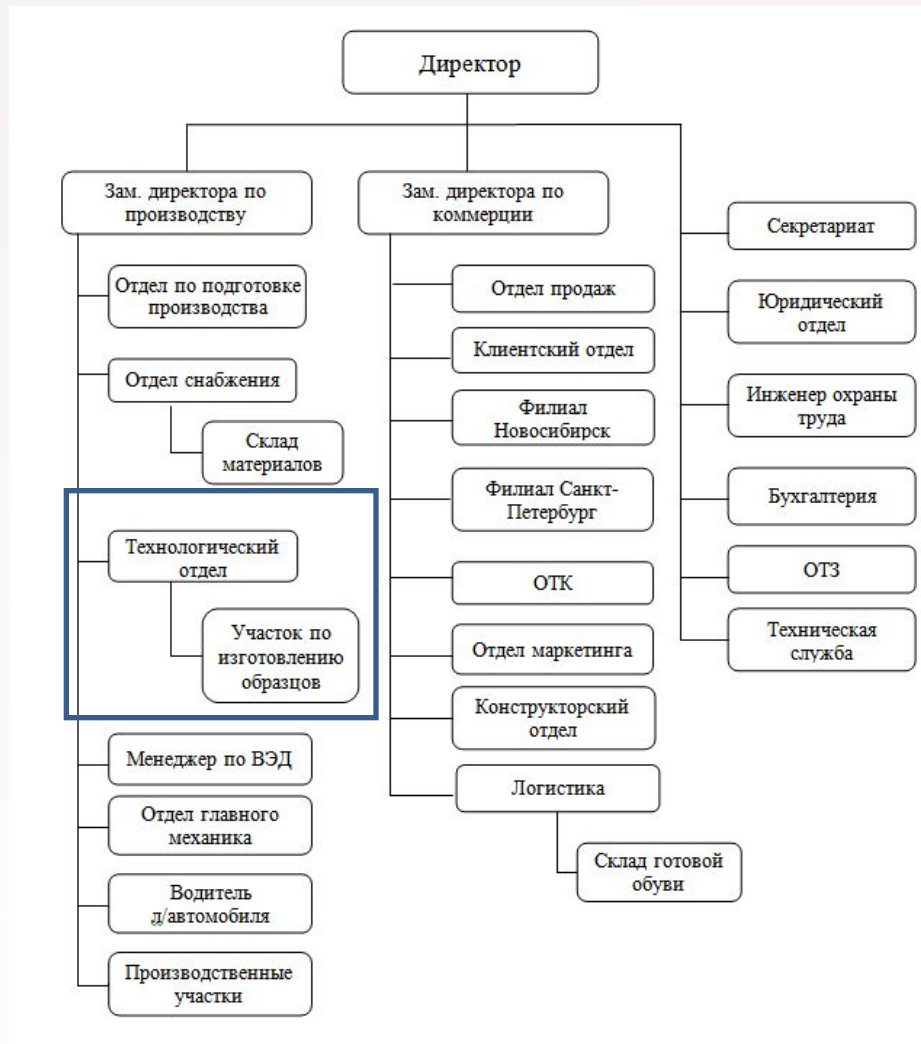 Директор
Зам. директора по
производству
Отдел по подготовке
производства
Отдел снабжения
Склад
материалов
Технологический
отдел
Участок по
изготовлению
образцов
Менеджер по ВЭД
Отдел главного
механика
Водитель
л/автомобиля
Производственные
участки
Зам. директора по
коммерции
Отдел продаж
Клиентский отдел
Филиал
Новосибирск
Филиал Санкт-
Петербург
ОТК
Отдел маркетинга
Конструкторский
отдел
Логистика
Склад готовой
обуви
Секретариат
Юридический
отдел
Инженер охраны
труда
Бухгалтерия
ОТЗ
Техническая
служба